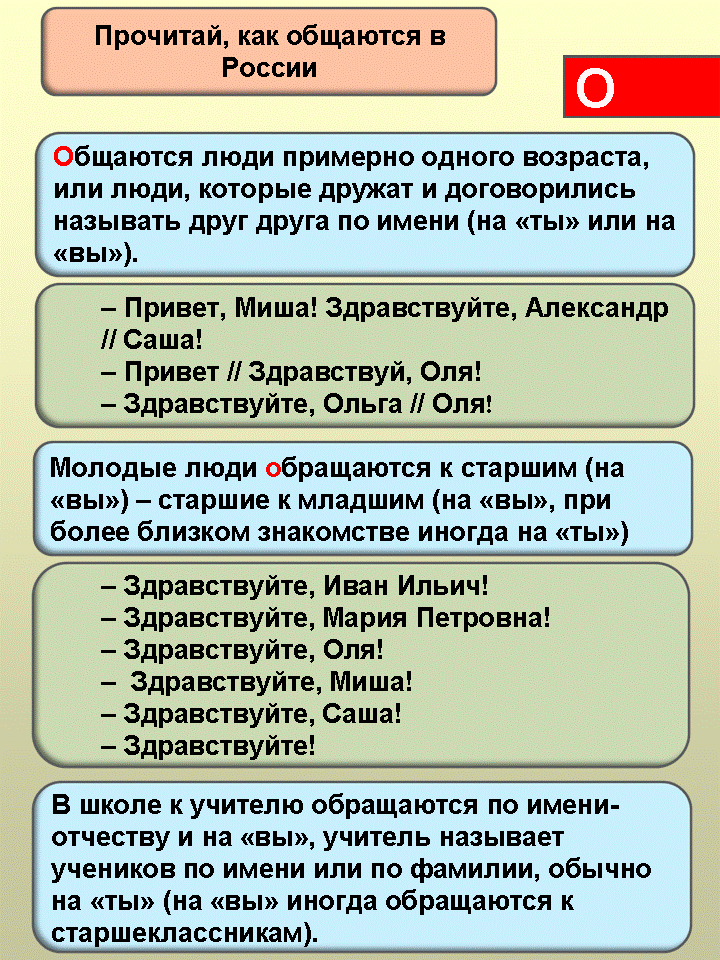 Прочитай, как общаются в
России
О
Общаются люди примерно одного возраста,
или люди, которые дружат и договорились
называть друг друга по имени (на «ты» или на
«вы»).
– Привет, Миша! Здравствуйте, Александр
// Саша!
– Привет // Здравствуй, Оля!
– Здравствуйте, Ольга // Оля!
Молодые люди обращаются к старшим (на
«вы») – старшие к младшим (на «вы», при
более близком знакомстве иногда на «ты»)
– Здравствуйте, Иван Ильич!
– Здравствуйте, Мария Петровна!
– Здравствуйте, Оля!
–  Здравствуйте, Миша!
– Здравствуйте, Саша!
– Здравствуйте!
В школе к учителю обращаются по имени-
отчеству и на «вы», учитель называет
учеников по имени или по фамилии, обычно
на «ты» (на «вы» иногда обращаются к
старшеклассникам).